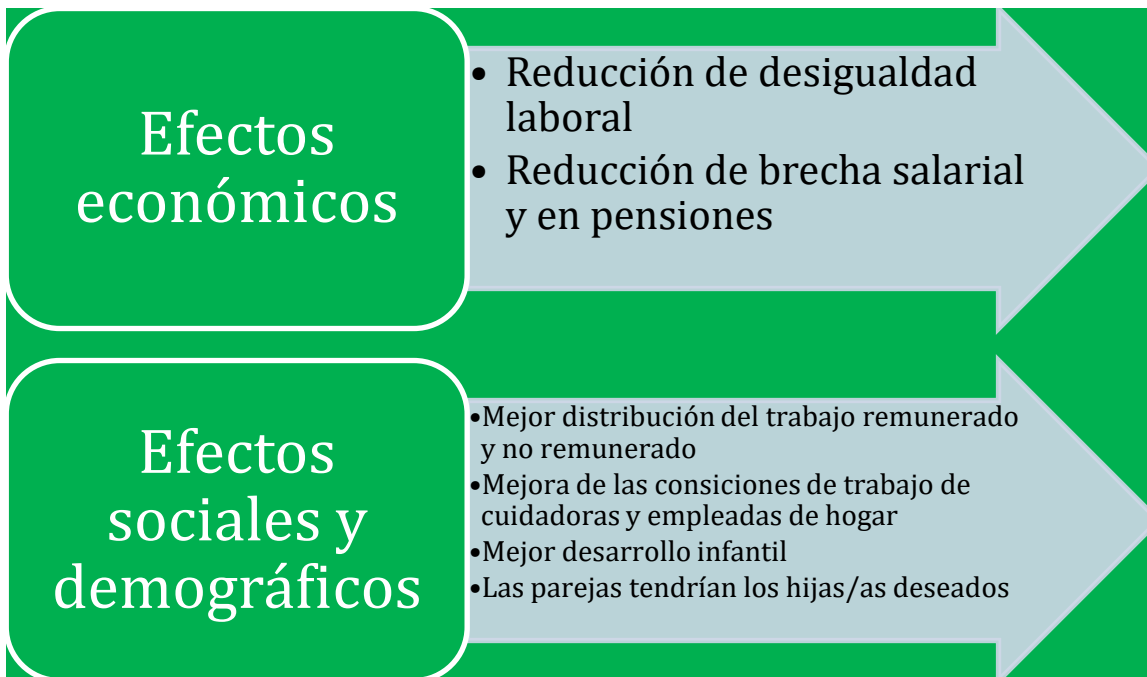 Efectos
económicos
• Reducción de desigualdad
laboral
• Reducción de brecha salarial
y en pensiones
Efectos
sociales y
demográficos
•Mejor distribución del trabajo remunerado
y no remunerado
•Mejora de las consiciones de trabajo de
cuidadoras y empleadas de hogar
•Mejor desarrollo infantil
•Las parejas tendrían los hijas/as deseados